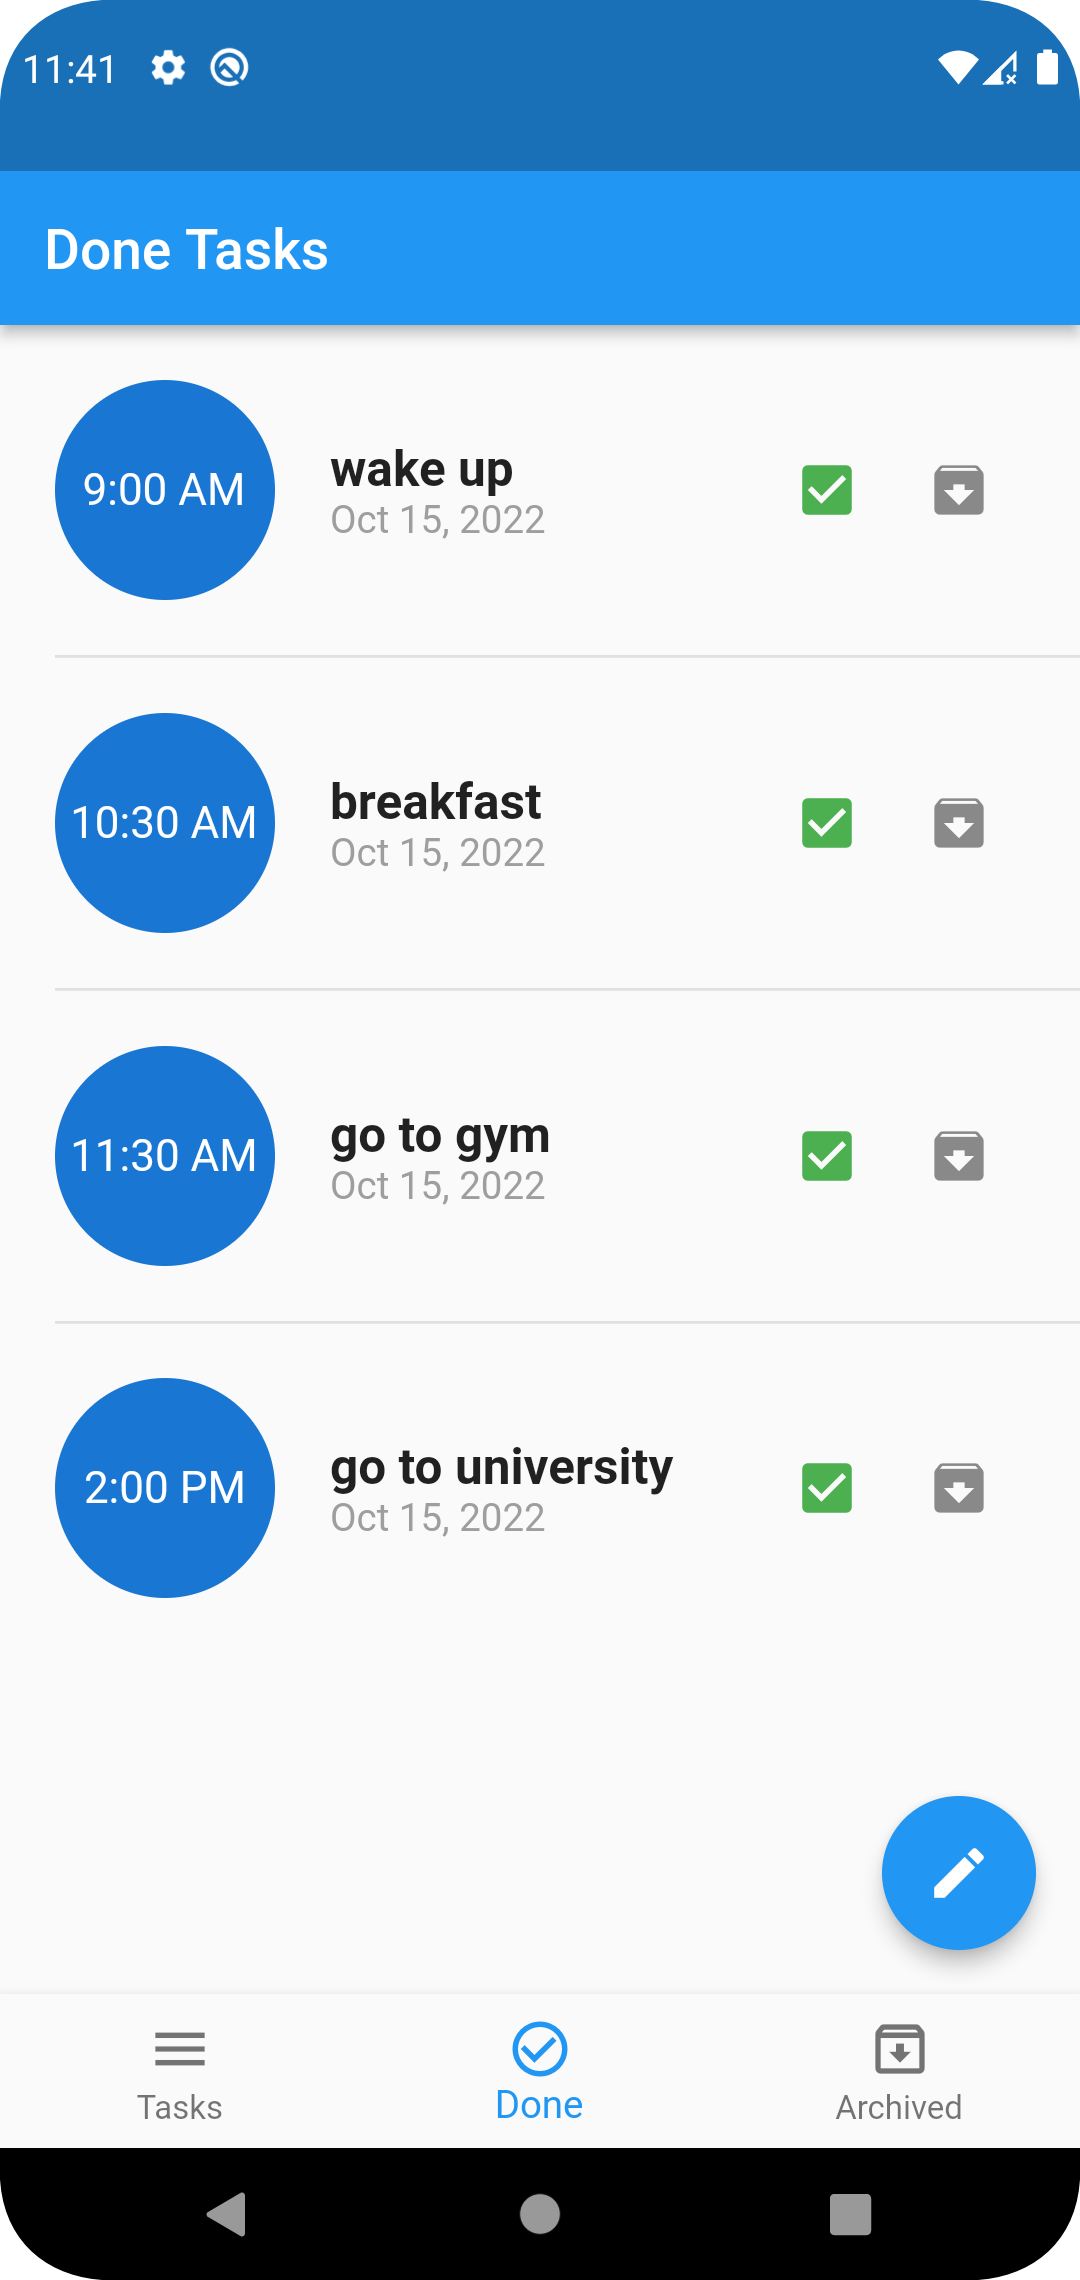 11:41
Done Tasks
9:00 AM
wake up
Oct 15, 2022
10:30 AM
breakfast
Oct 15, 2022
11:30 AM
go to gym
Oct 15, 2022
2:00 PM
go to university
Oct 15, 2022
Tasks
Done
Archived